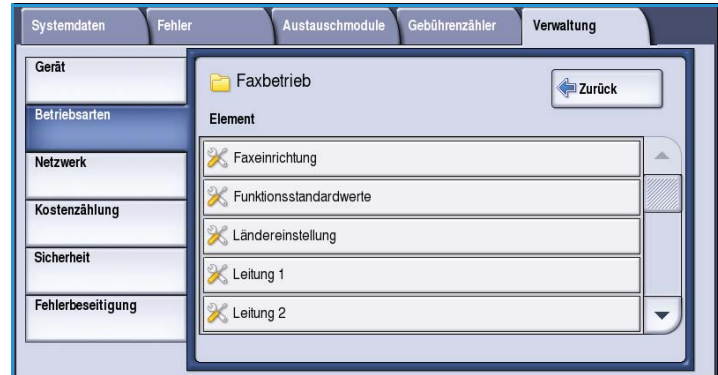 Systemdaten Fehler Austauschmodule Gebührenzähler Verwaltung
Gerät
Betriebsarten
Netzwerk
Kostenzählung
Sicherheit
Fehlerbeseitigung
Faxbetrieb
Zurück
Element
Faxeinrichtung
Funktionsstandardwerte
Ländereinstellung
Leitung 1
Leitung 2